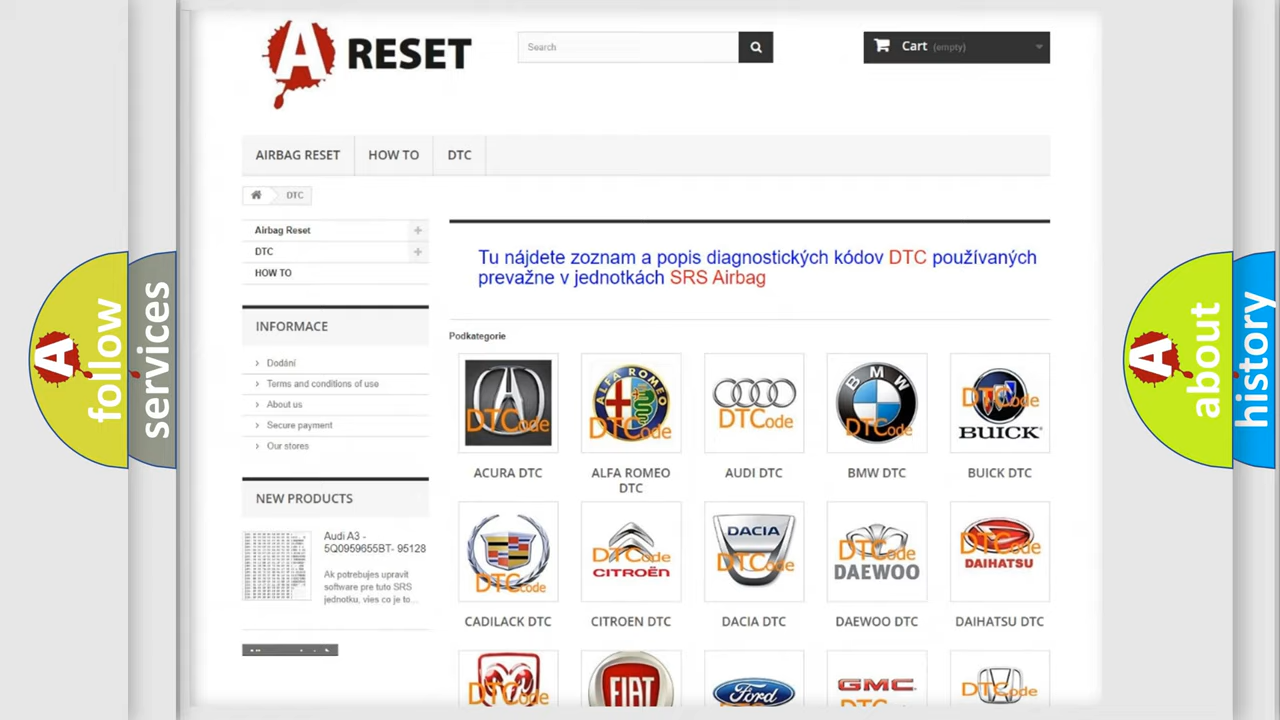 A RESET
Search
Cart (empty)
AIRBAG RESET
HOW TO
DTC
DTC
Airbag Reset
DTC
HOW TO
Tu nájdete zoznam a popis diagnostických kódov DTC používaných
prevažne v jednotkách SRS Airbag
INFORMACE
Dodání
Terms and conditions of use
About us
Secure payment
Our stores
Podkategorie
DTCode
ALFA ROMEO
DTCode
DTCode
BMW
DTCode
DTCode
BUICK
ACURA DTC
ALFA ROMEO
DTC
AUDI DTC
BMW DTC
BUICK DTC
NEW PRODUCTS
Audi A3 -
5Q0959655BT- 95128
Ak potrebujes upravit
software pre tuto SRS
jednotku, vies co je to...
DTCode
DTCode
CITROËN
DACIA
DTCode
DTCode
DAEWOO
DTCode
DAIHATSU
CADILACK DTC
CITROEN DTC
DACIA DTC
DAEWOO DTC
DAIHATSU DTC
DTCode
FIAT
Ford
GMC
DTCode
A follow
services
A about
history